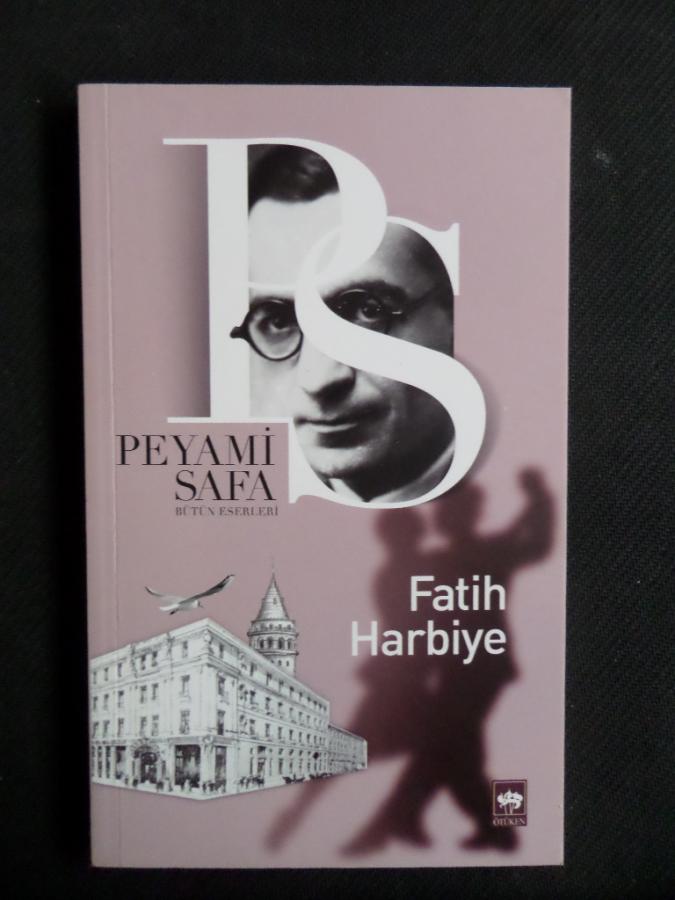 PS
PEYAMİ
SAFA
BÜTÜN ESERLERİ
Fatih
Harbiye
ÖTÜKEN